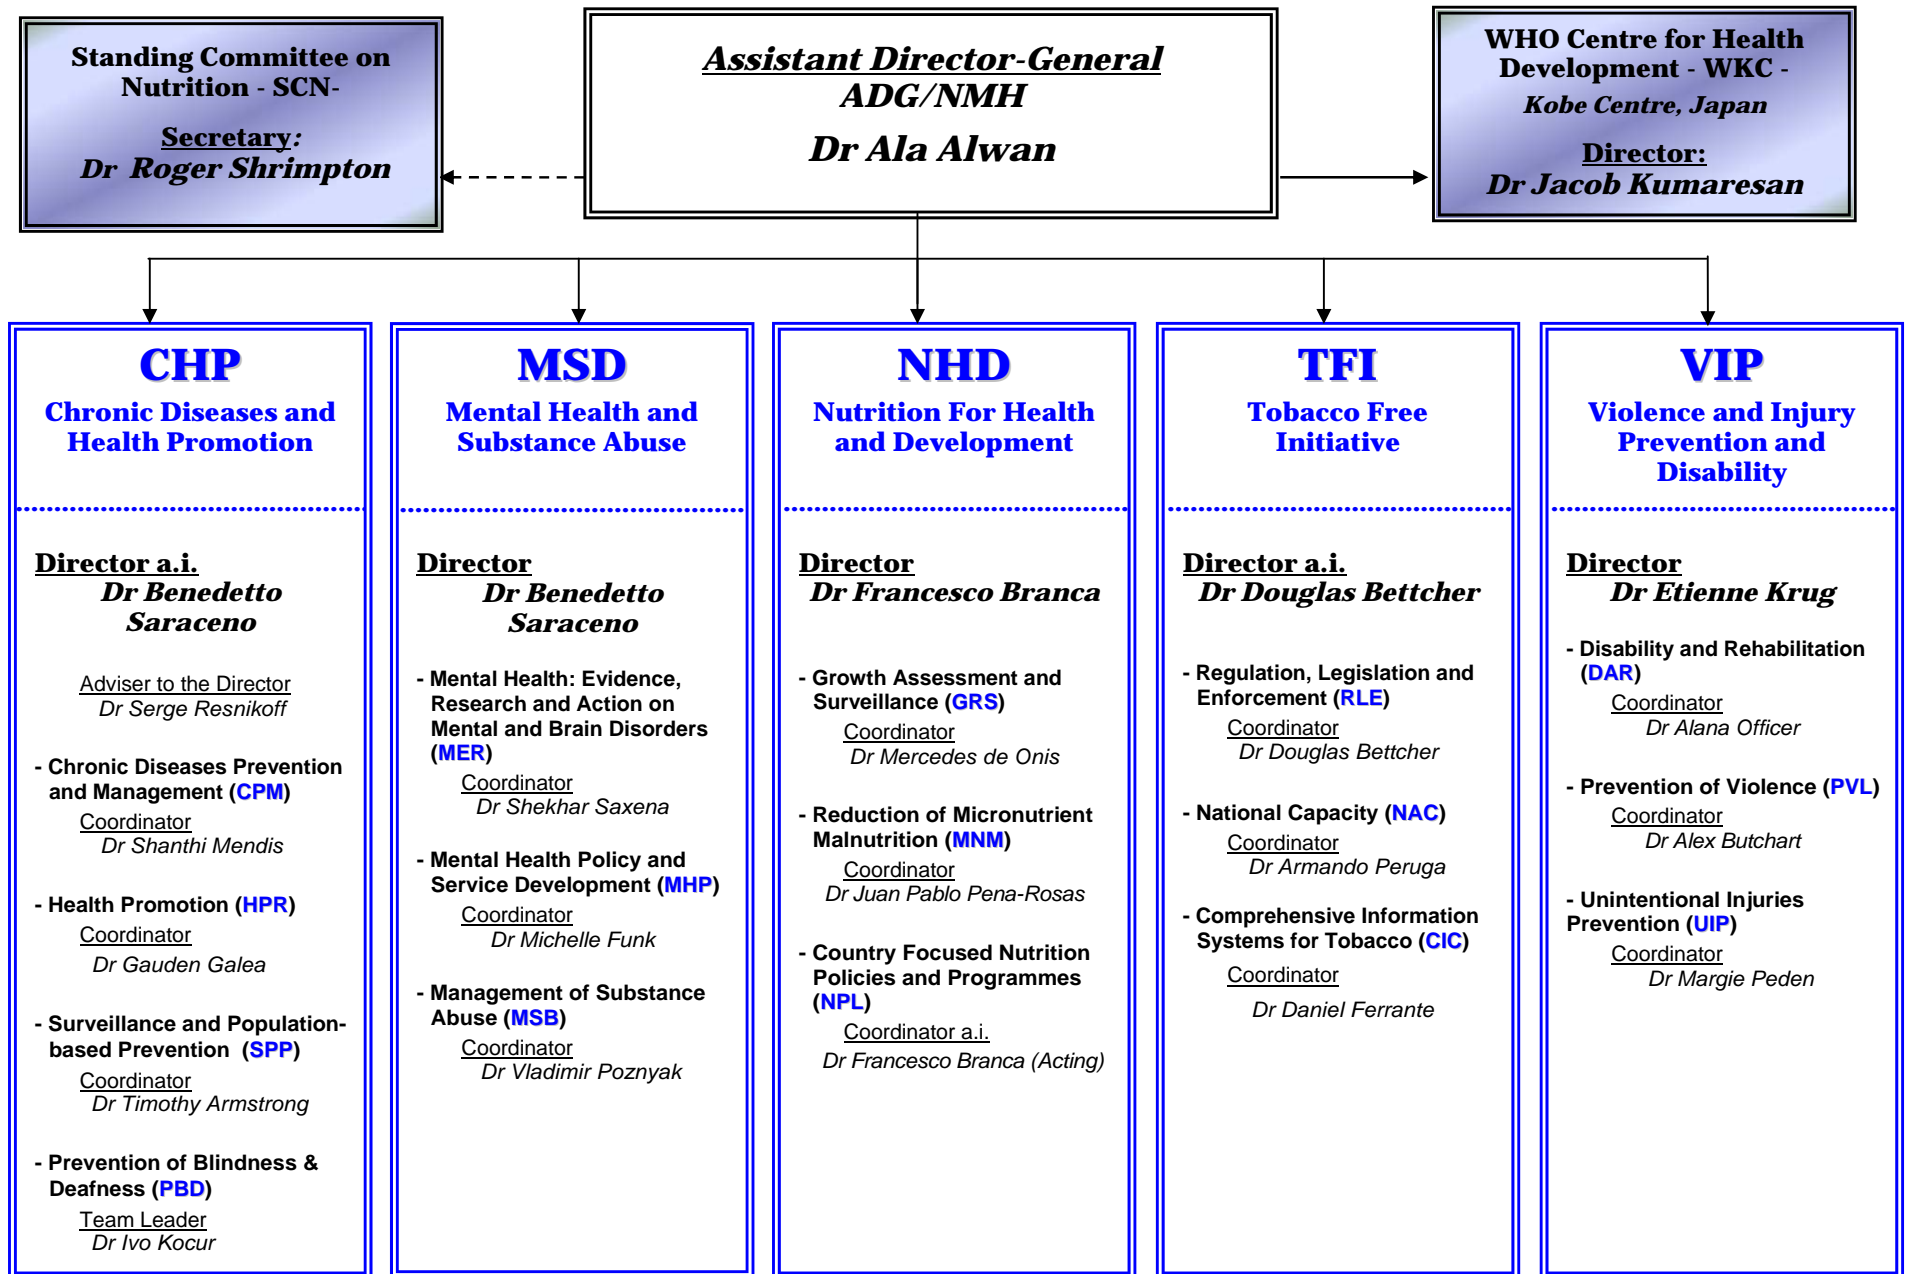 Standing Committee on
Nutrition - SCN-
Secretary:
Dr Roger Shrimpton
Assistant Director-General
ADG/NMH
Dr Ala Alwan
WHO Centre for Health
Development - WKC -
Kobe Centre, Japan
Director:
Dr Jacob Kumaresan
CHP
Chronic Diseases and
Health Promotion
Director a.i.
Dr Benedetto
Saraceno
Adviser to the Director
Dr Serge Resnikoff
- Chronic Diseases Prevention
and Management (CPM)
Coordinator
Dr Shanthi Mendis
- Health Promotion (HPR)
Coordinator
Dr Gauden Galea
- Surveillance and Population-
based Prevention (SPP)
Coordinator
Dr Timothy Armstrong
- Prevention of Blindness &
Deafness (PBD)
Team Leader
Dr Ivo Kocur
MSD
Mental Health and
Substance Abuse
Director
Dr Benedetto
Saraceno
- Mental Health: Evidence,
Research and Action on
Mental and Brain Disorders
(MER)
Coordinator
Dr Shekhar Saxena
- Mental Health Policy and
Service Development (MHP)
Coordinator
Dr Michelle Funk
- Management of Substance
Abuse (MSB)
Coordinator
Dr Vladimir Poznyak
NHD
Nutrition For Health
and Development
Director
Dr Francesco Branca
- Growth Assessment and
Surveillance (GRS)
Coordinator
Dr Mercedes de Onis
- Reduction of Micronutrient
Malnutrition (MNM)
Coordinator
Dr Juan Pablo Pena-Rosas
- Country Focused Nutrition
Policies and Programmes
(NPL)
Coordinator a.i.
Dr Francesco Branca (Acting)
TFI
Tobacco Free
Initiative
Director a.i.
Dr Douglas Bettcher
- Regulation, Legislation and
Enforcement (RLE)
Coordinator
Dr Douglas Bettcher
- National Capacity (NAC)
Coordinator
Dr Armando Peruga
- Comprehensive Information
Systems for Tobacco (CIC)
Coordinator
Dr Daniel Ferrante
VIP
Violence and Injury
Prevention and
Disability
Director
Dr Etienne Krug
- Disability and Rehabilitation
(DAR)
Coordinator
Dr Alana Officer
- Prevention of Violence (PVL)
Coordinator
Dr Alex Butchart
- Unintentional Injuries
Prevention (UIP)
Coordinator
Dr Margie Peden